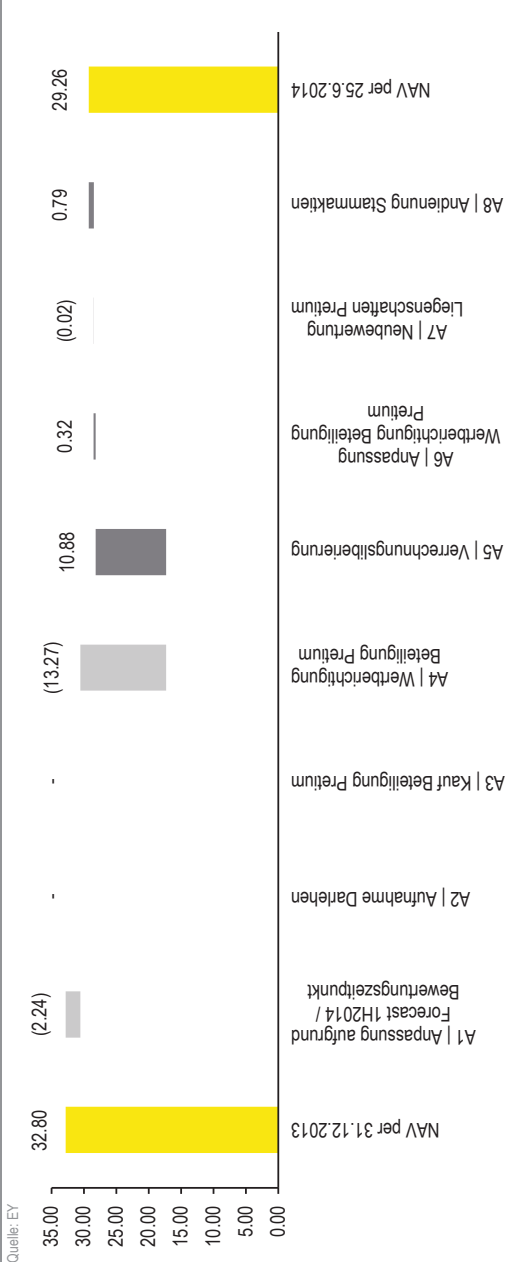 35.00
30.00
25.00
20.00
15.00
10.00
5.00
0.00
32.80
(2.24)
-
-
(13.27)
10.88
0.32
(0.02)
0.79
29.26
NAV per 31.12.2013
A1 | Anpassung aufgrund
Forecast 1H2014 /
Bewertungszeitpunkt
A2 | Aufnahme Darlehen
A3 | Kauf Beteiligung Pretium
A4 | Wertberichtigung
Beteiligung Pretium
A5 | Verrechnungsliberierung
A6 | Anpassung
Wertberichtigung Beteiligung
Pretium
A7 | Neubewertung
Liegenschaften Pretium
A8 | Andienung Stammaktien
NAV per 25.6.2014
Quelle: EY